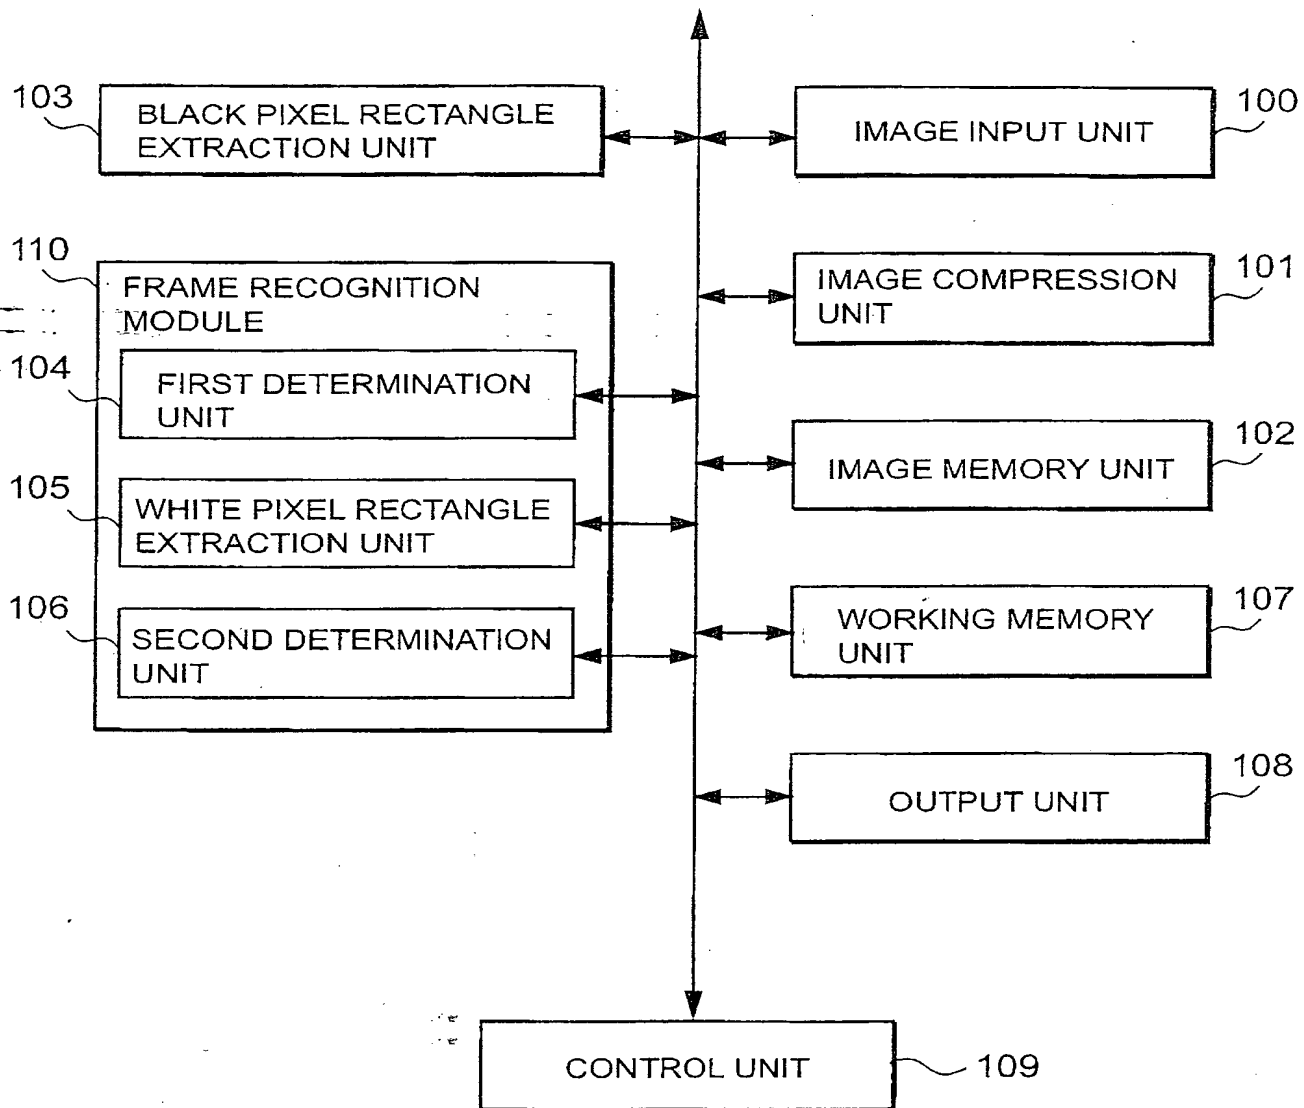 103
BLACK PIXEL RECTANGLE
EXTRACTION UNIT
IMAGE INPUT UNIT
100
110
FRAME RECOGNITION
MODULE
IMAGE COMPRESSION
UNIT
101
104
FIRST DETERMINATION
UNIT
IMAGE MEMORY UNIT
102
105
WHITE PIXEL RECTANGLE
EXTRACTION UNIT
106
SECOND DETERMINATION
UNIT
WORKING MEMORY
UNIT
107
OUTPUT UNIT
108
CONTROL UNIT
109